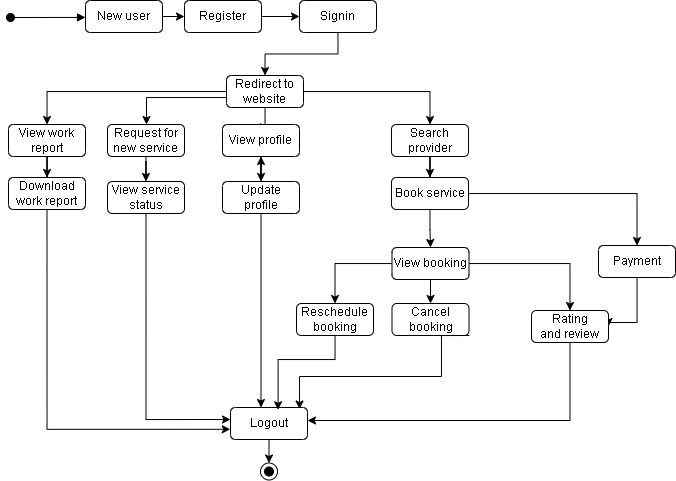 New user
Register
Signin
Redirect to
website
View work
report
Request for
new service
View profile
Search
provider
Download
work report
View service
status
Update
profile
Book service
View booking
Payment
Reschedule
booking
Cancel
booking
Rating
and review
Logout